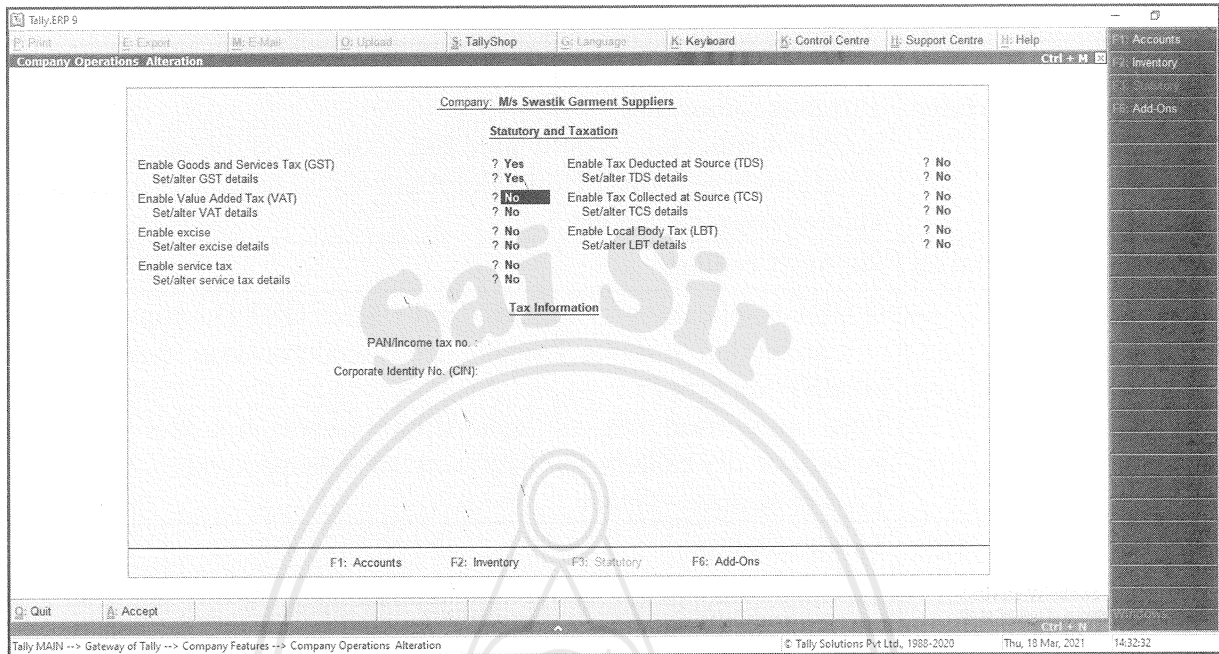 Tally.ERP 9
P: Print E: Export M: E-Mail O: Upload S: TallyShop G: Language K: Keyboard K: Control Centre H: Support Centre H: Help F1: Accounts
Company Operations Alteration Ctrl + M F2: Inventory
F3: Statutory
F6: Add-Ons
Company: M/s Swastik Garment Suppliers
Statutory and Taxation
Enable Goods and Services Tax (GST) ? Yes Enable Tax Deducted at Source (TDS) ? No
Set/alter GST details ? Yes Set/alter TDS details ? No
Enable Value Added Tax (VAT) ? No Enable Tax Collected at Source (TCS) ? No
Set/alter VAT details ? No Set/alter TCS details ? No
Enable excise ? No Enable Local Body Tax (LBT) ? No
Set/alter excise details ? No Set/alter LBT details ? No
Enable service tax ? No
Set/alter service tax details ? No
Sai Sir
Tax Information
PAN/Income tax no. :
Corporate Identity No. (CIN):
F1: Accounts F2: Inventory F3: Statutory F6: Add-Ons
Q: Quit A: Accept
Ctrl + N
Tally MAIN --> Gateway of Tally --> Company Features --> Company Operations Alteration © Tally Solutions Pvt Ltd., 1988-2020 Thu, 18 Mar, 2021 14:32:32